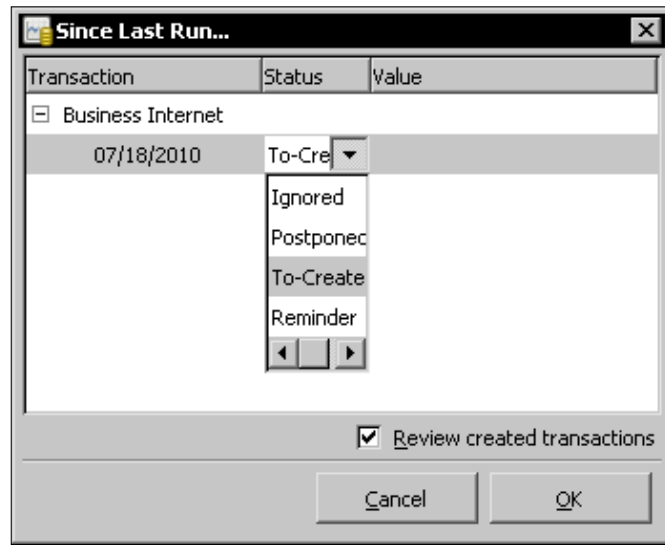 Since Last Run...
Transaction Status Value
Business Internet
07/18/2010 To-Cre
Ignored
Postponed
To-Create
Reminder
Review created transactions
Cancel OK